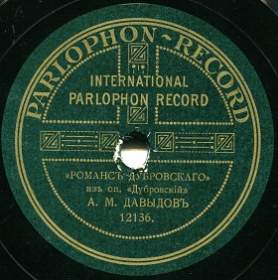 PARLOPHON-RECORD
INTERNATIONAL
PARLOPHON RECORD
«РОМАНСЪ ДУБРОВСКАГО»
изъ оп. «Дубровскій»
А. М. ДАВЫДОВЪ
12136.